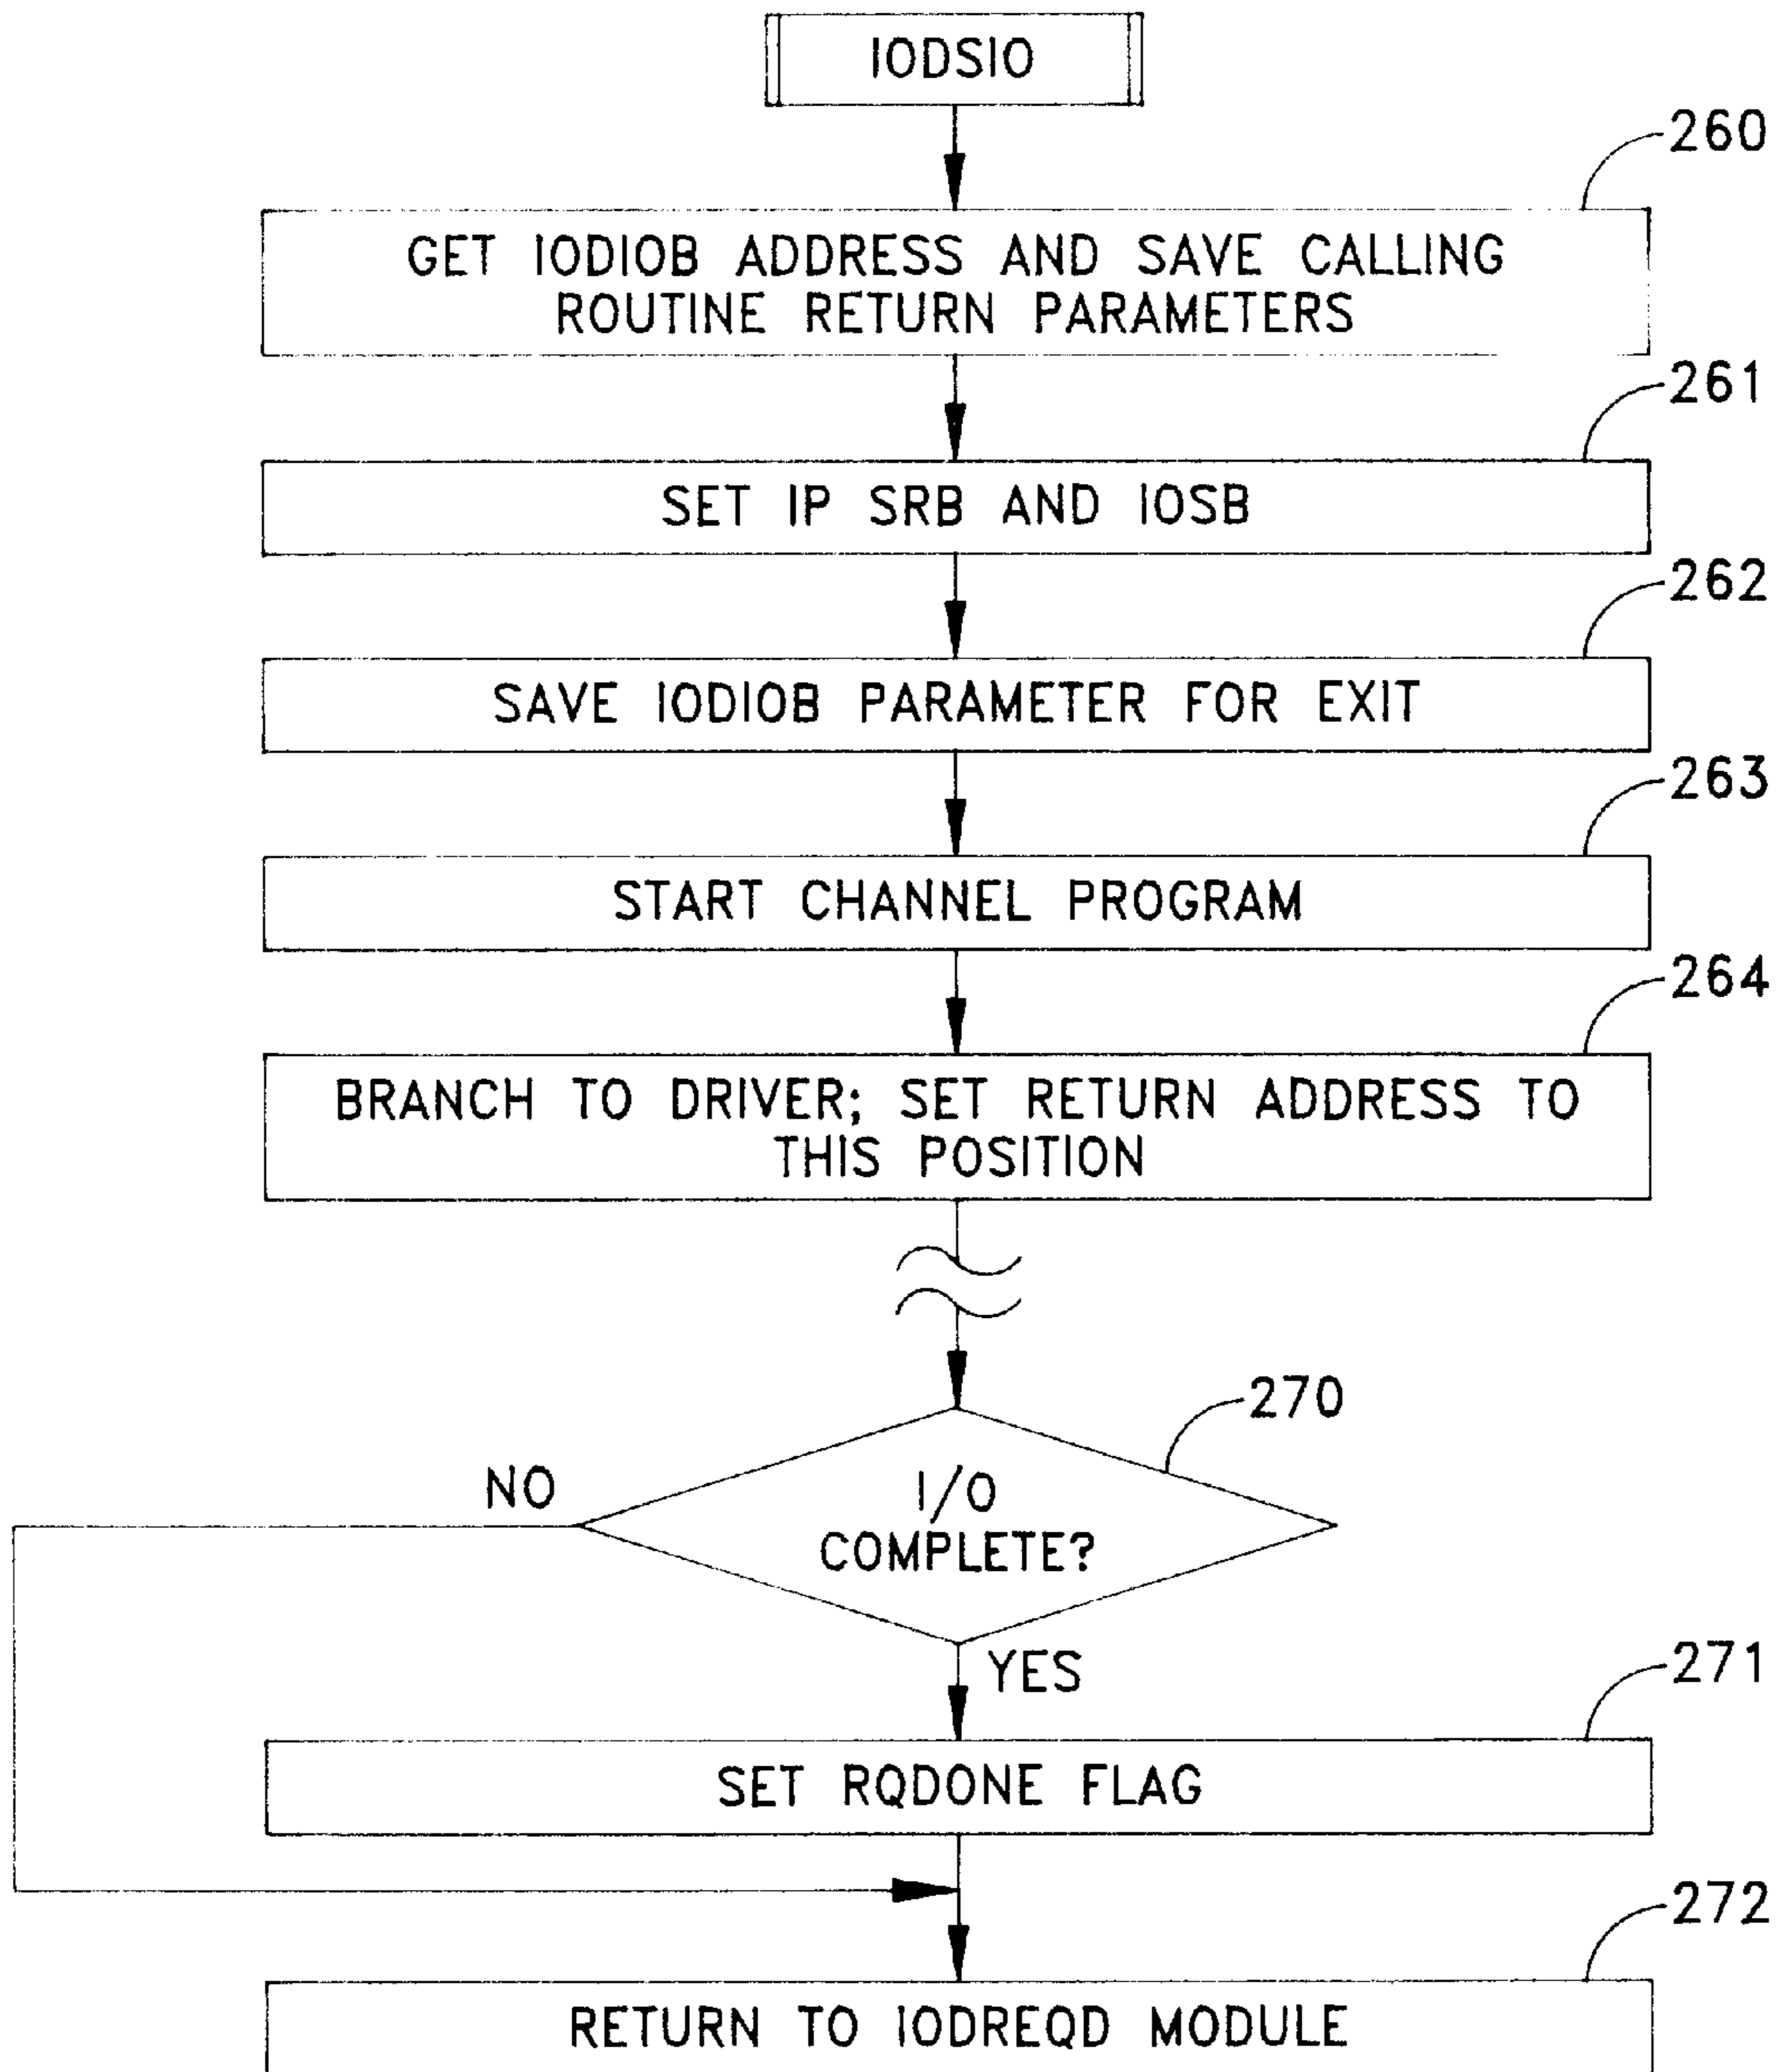 IODSIO
260
GET IODIOB ADDRESS AND SAVE CALLING
ROUTINE RETURN PARAMETERS
261
SET IP SRB AND IOSB
262
SAVE IODIOB PARAMETER FOR EXIT
263
START CHANNEL PROGRAM
264
BRANCH TO DRIVER; SET RETURN ADDRESS TO
THIS POSITION
270
NO
I/O
COMPLETE?
YES
271
SET RQDONE FLAG
272
RETURN TO IODREQD MODULE